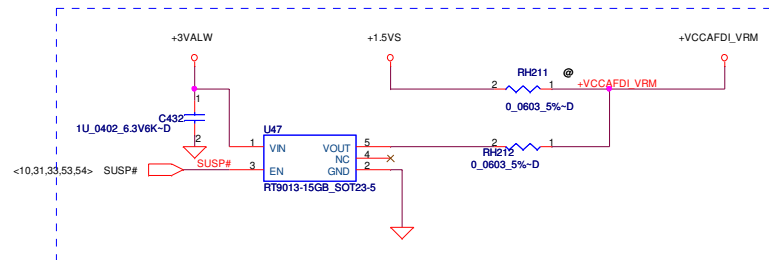 +3VALW +1.5VS +VCCAFDI_VRM
RH211 @
2 1 +VCCAFDI_VRM
0_0603_5%~D
1
C432
1U_0402_6.3V6K~D
2
U47
1 VIN VOUT 5 2 1
NC 4
RH212
<10,31,33,53,54> SUSP# SUSP# 3 EN GND 2
0_0603_5%~D
RT9013-15GB_SOT23-5